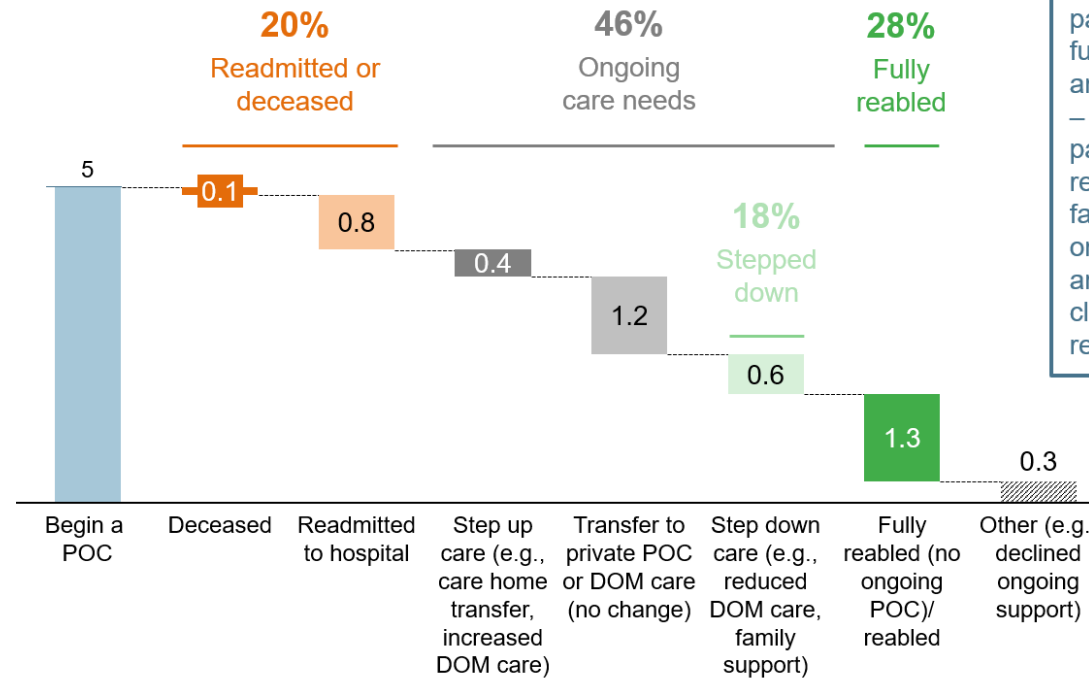 20%
Readmitted or
deceased
46%
Ongoing
care needs
28%
Fully
reabled
5
0.1
0.8
0.4
1.2
18%
Stepped
down
0.6
1.3
0.3
Begin a
POC
Deceased
Readmitted
to hospital
Step up
care (e.g.,
care home
transfer,
increased
DOM care)
Transfer to
private POC
or DOM care
(no change)
Step down
care (e.g.,
reduced
DOM care,
family
support)
Fully
reabled (no
ongoing
POC)/
reabled
Other (e.g.
declined
ongoing
support)